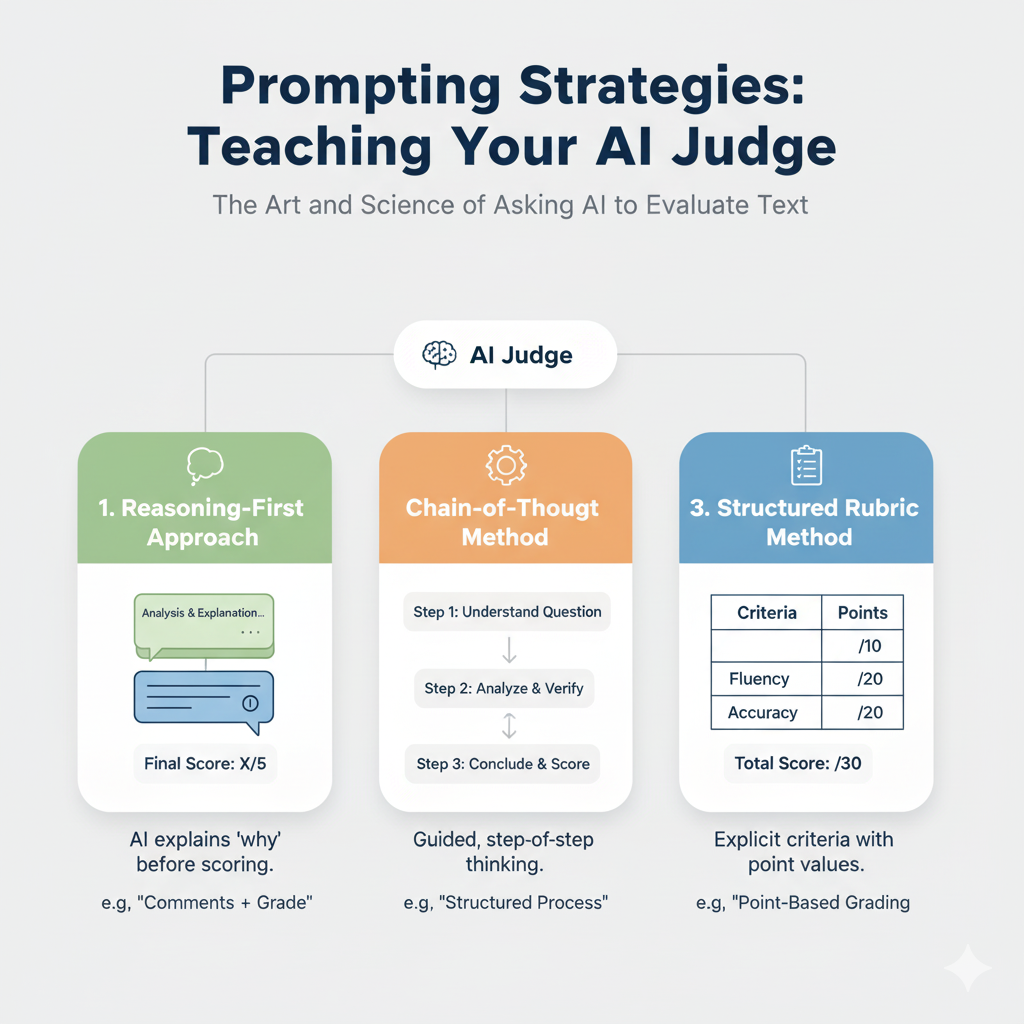 Prompting Strategies:
Teaching Your AI Judge
The Art and Science of Asking AI to Evaluate Text
AI Judge
1. Reasoning-First
Approach
Analysis & Explanation...
Final Score: X/5
AI explains 'why'
before scoring.
e.g, "Comments + Grade"
Chain-of-Thougt
Method
Step 1: Understand Question
Step 2: Analyze & Verify
Step 3: Conclude & Score
Guided, step-of-step
thinking.
e.g, "Structured Process"
3. Structured Rubric
Method
Criteria Points
/10
Fluency /20
Accuracy /20
Total Score: /30
Explicit criteria with
point values.
e.g, "Point-Based Grading